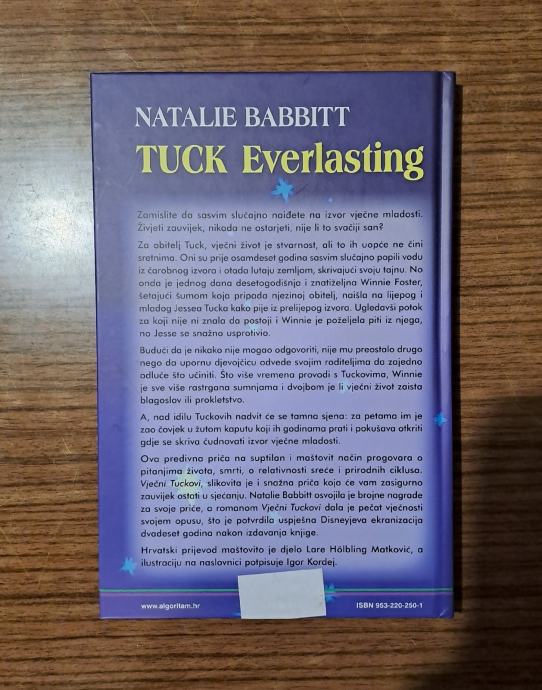 NATALIE BABBITT
TUCK Everlasting
Zamislite da sasvim slučajno naiđete na izvor vječne mladosti.
Živjeti zauvijek, nikada ne ostarjeti, nije li to svačiji san?
Za obitelj Tuck, vječni život je stvarnost, ali to ih uopće ne čini
sretnima. Oni su prije osamdeset godina sasvim slučajno popili vodu
iz čarobnog izvora i otada lutaju zemljom, skrivajući svoju tajnu. No
onda je jednog dana desetogodišnja i znatiželjna Winnie Foster,
šetajući šumom koja pripada njezinoj obitelji, naišla na lijepog i
mladog Jessea Tucka kako pije iz prelijepog izvora. Ugledavši potok
za koji nije ni znala da postoji i Winnie je poželjela piti iz njega,
no Jesse se snažno usprotivio.
Budući da je nikako nije mogao odgovoriti, nije mu preostalo drugo
nego da upornu djevojčicu odvede svojim roditeljima da zajedno
odluče što učiniti. Što više vremena provodi s Tuckovima, Winnie
je sve više rastrgana sumnjama i dvojbom je li vječni život zaista
blagoslov ili prokletstvo.
A, nad idilu Tuckovih nadvit će se tamna sjena: za petama im je
zao čovjek u žutom kaputu koji ih godinama prati i pokušava otkriti
gdje se skriva čudnovati izvor vječne mladosti.
Ova predivna priča na suptilan i maštovit način progovara o
pitanjima života, smrti, o relativnosti sreće i prirodnih ciklusa.
Vječni Tuckovi, slikovita je i snažna priča koja će vam zasigurno
zauvijek ostati u sjećanju. Natalie Babbitt osvojila je brojne nagrade
za svoje priče, a romanom Vječni Tuckovi dala je pečat vječnosti
svojem opusu, što je potvrdila uspješna Disneyjeva ekranizacija
dvadeset godina nakon izdavanja knjige.
Hrvatski prijevod maštovito je djelo Lare Hölbling Matković, a
ilustraciju na naslovnici potpisuje Igor Kordej.
www.algoritam.hr
ISBN 953-220-250-1